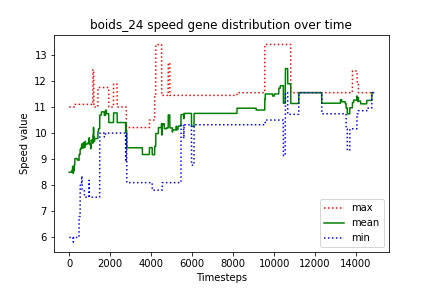 boids_24 speed gene distribution over time
Speed value
13
12
11
10
9
8
7
6
0 2000 4000 6000 8000 10000 12000 14000
Timesteps
max
mean
min